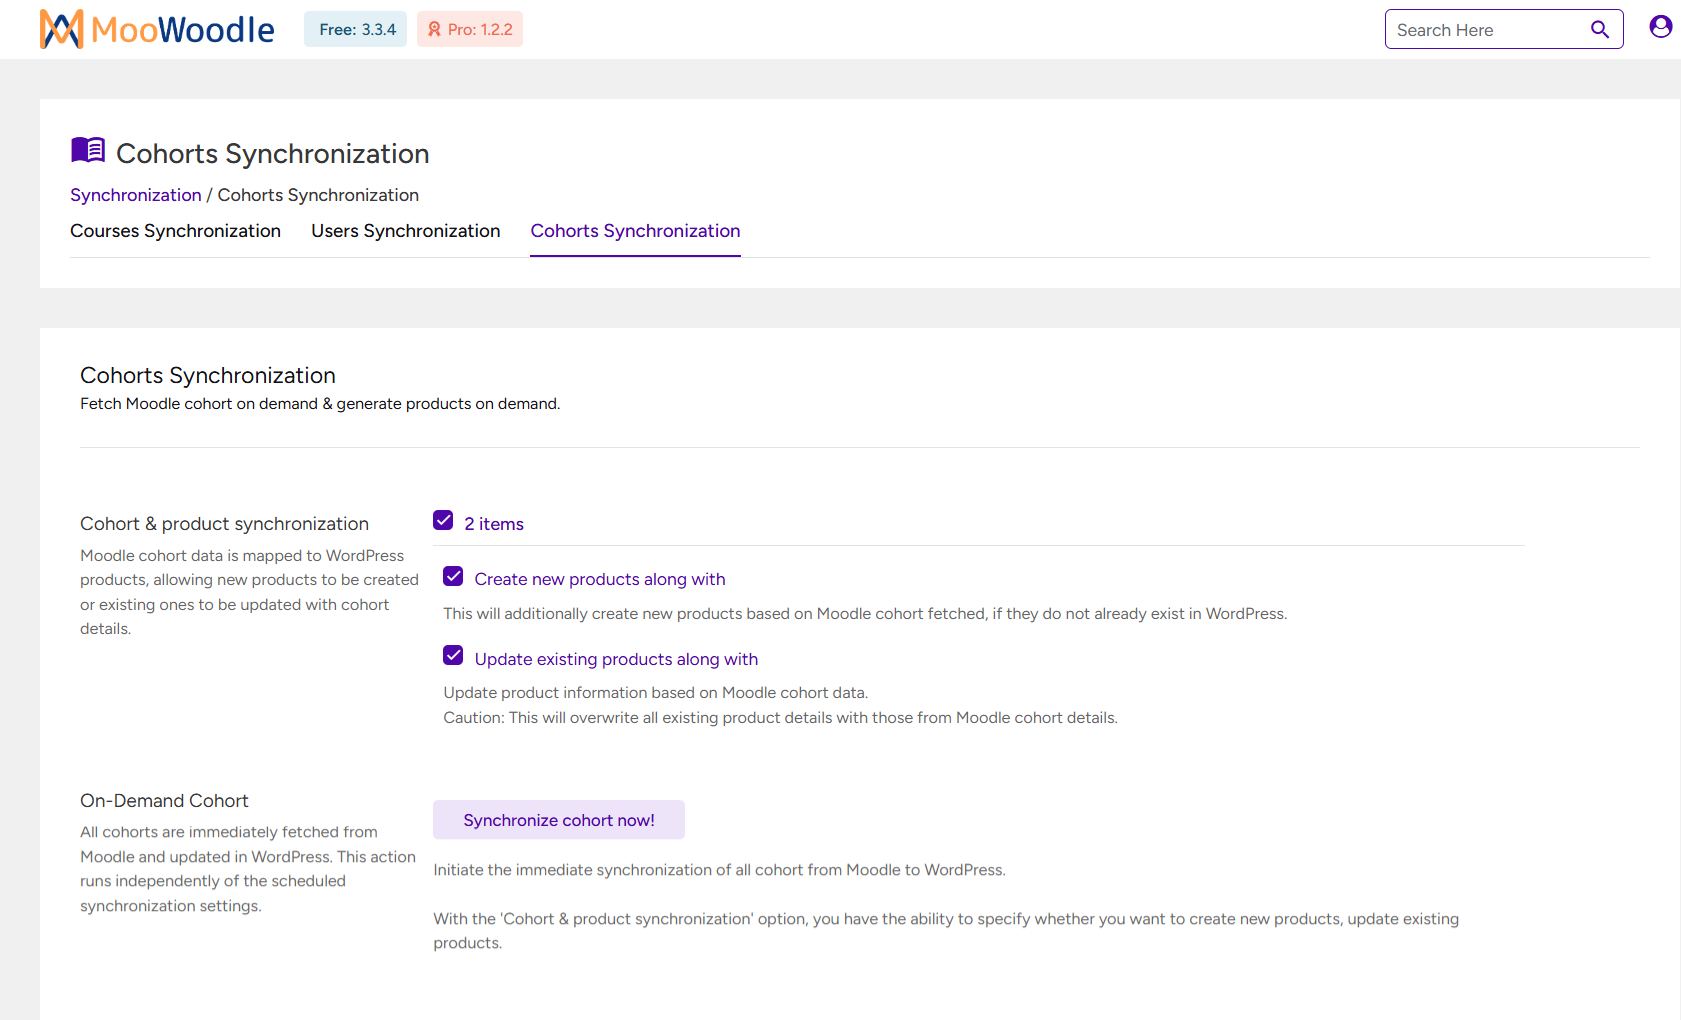 MooWoodle
Free: 3.3.4
Pro: 1.2.2
Search Here
Cohorts Synchronization
Synchronization / Cohorts Synchronization
Courses Synchronization
Users Synchronization
Cohorts Synchronization
Cohorts Synchronization
Fetch Moodle cohort on demand & generate products on demand.
Cohort & product synchronization
Moodle cohort data is mapped to WordPress
products, allowing new products to be created
or existing ones to be updated with cohort
details.
2 items
Create new products along with
This will additionally create new products based on Moodle cohort fetched, if they do not already exist in WordPress.
Update existing products along with
Update product information based on Moodle cohort data.
Caution: This will overwrite all existing product details with those from Moodle cohort details.
On-Demand Cohort
All cohorts are immediately fetched from
Moodle and updated in WordPress. This action
runs independently of the scheduled
synchronization settings.
Synchronize cohort now!
Initiate the immediate synchronization of all cohort from Moodle to WordPress.
With the 'Cohort & product synchronization' option, you have the ability to specify whether you want to create new products, update existing
products.